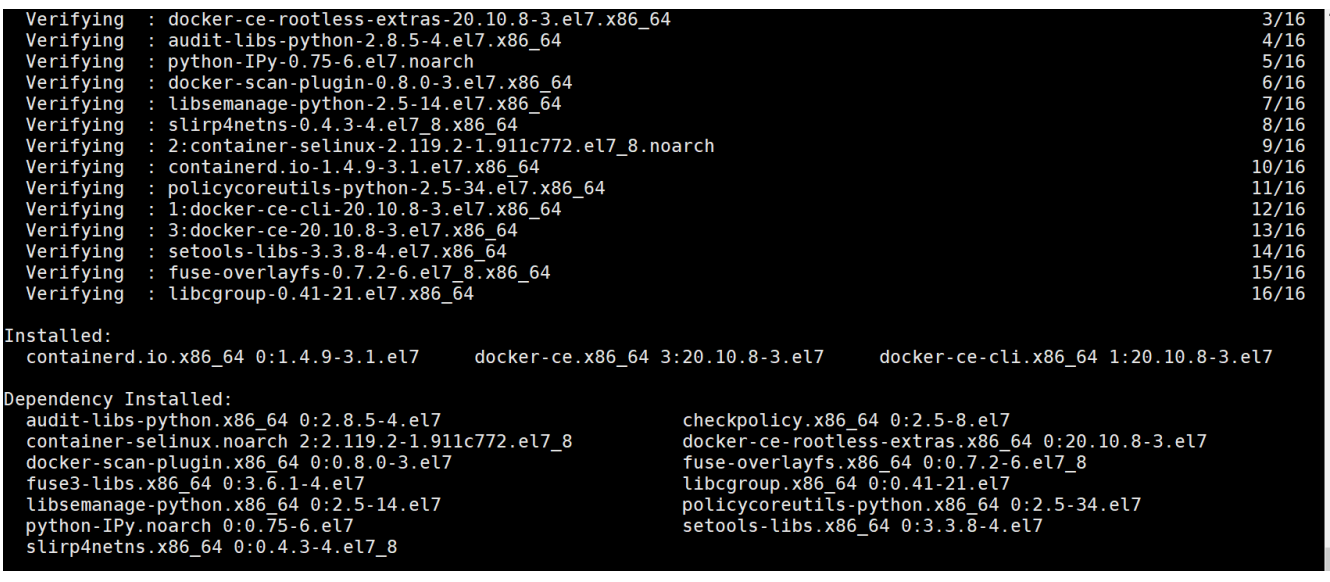 Verifying : docker-ce-rootless-extras-20.10.8-3.el7.x86_64 3/16
Verifying : audit-libs-python-2.8.5-4.el7.x86_64 4/16
Verifying : python-IPy-0.75-6.el7.noarch 5/16
Verifying : docker-scan-plugin-0.8.0-3.el7.x86_64 6/16
Verifying : libsemanage-python-2.5-14.el7.x86_64 7/16
Verifying : slirp4netns-0.4.3-4.el7_8.x86_64 8/16
Verifying : 2:container-selinux-2.119.2-1.911c772.el7_8.noarch 9/16
Verifying : containerd.io-1.4.9-3.1.el7.x86_64 10/16
Verifying : policycoreutils-python-2.5-34.el7.x86_64 11/16
Verifying : 1:docker-ce-cli-20.10.8-3.el7.x86_64 12/16
Verifying : 3:docker-ce-20.10.8-3.el7.x86_64 13/16
Verifying : setools-libs-3.3.8-4.el7.x86_64 14/16
Verifying : fuse-overlayfs-0.7.2-6.el7_8.x86_64 15/16
Verifying : libcgroup-0.41-21.el7.x86_64 16/16
Installed:
containerd.io.x86_64 0:1.4.9-3.1.el7 docker-ce.x86_64 3:20.10.8-3.el7 docker-ce-cli.x86_64 1:20.10.8-3.el7
Dependency Installed:
audit-libs-python.x86_64 0:2.8.5-4.el7 checkpolicy.x86_64 0:2.5-8.el7
container-selinux.noarch 2:2.119.2-1.911c772.el7_8 docker-ce-rootless-extras.x86_64 0:20.10.8-3.el7
docker-scan-plugin.x86_64 0:0.8.0-3.el7 fuse-overlayfs.x86_64 0:0.7.2-6.el7_8
fuse3-libs.x86_64 0:3.6.1-4.el7 libcgroup.x86_64 0:0.41-21.el7
libsemanage-python.x86_64 0:2.5-14.el7 policycoreutils-python.x86_64 0:2.5-34.el7
python-IPy.noarch 0:0.75-6.el7 setools-libs.x86_64 0:3.3.8-4.el7
slirp4netns.x86_64 0:0.4.3-4.el7_8